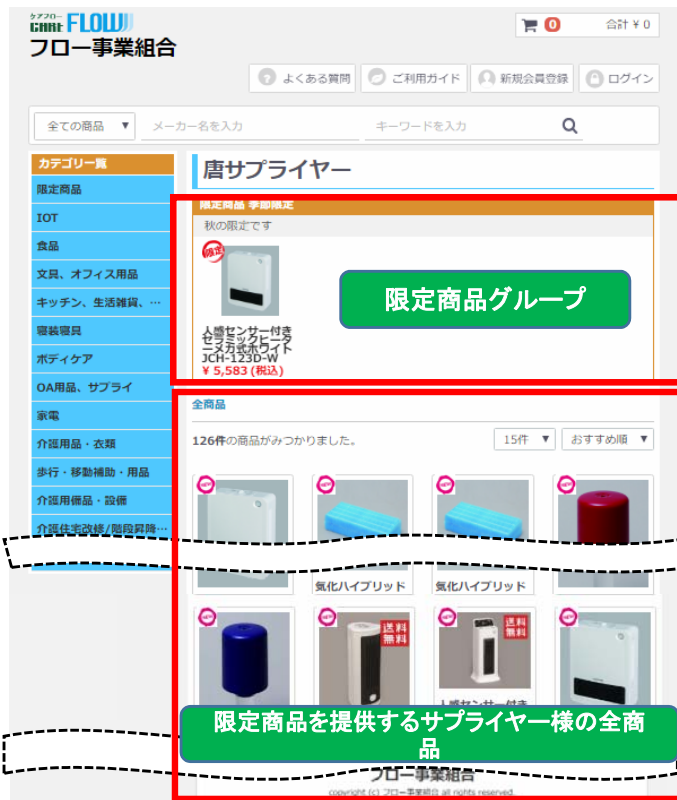 ケアフロー
CARE FLOW
フロー事業組合
0 合計 ¥ 0
よくある質問 ご利用ガイド 新規会員登録 ログイン
全ての商品 ▼ メーカー名を入力 キーワードを入力
カテゴリ一覧
限定商品
IOT
食品
文具、オフィス用品
キッチン、生活雑貨、…
寝装寝具
ボディケア
OA用品、サプライ
家電
介護用品・衣類
歩行・移動補助・用品
介護用備品・設備
介護住宅改修/階段昇降…
唐サプライヤー
限定商品 季節限定
秋の限定です
限定
人感センサー付き
セラミックヒータ
ーメカ式ホワイト
JCH-123D-W
¥ 5,583 (税込)
限定商品グループ
全商品
126件の商品がみつかりました。
15件 ▼ おすすめ順 ▼
NEW NEW NEW NEW
気化ハイブリッド 気化ハイブリッド
NEW NEW NEW NEW
送料
無料
送料
無料
人感センサー付き
限定商品を提供するサプライヤー様の全商
品
フロー事業組合
copyright (c) フロー事業組合 all rights reserved.